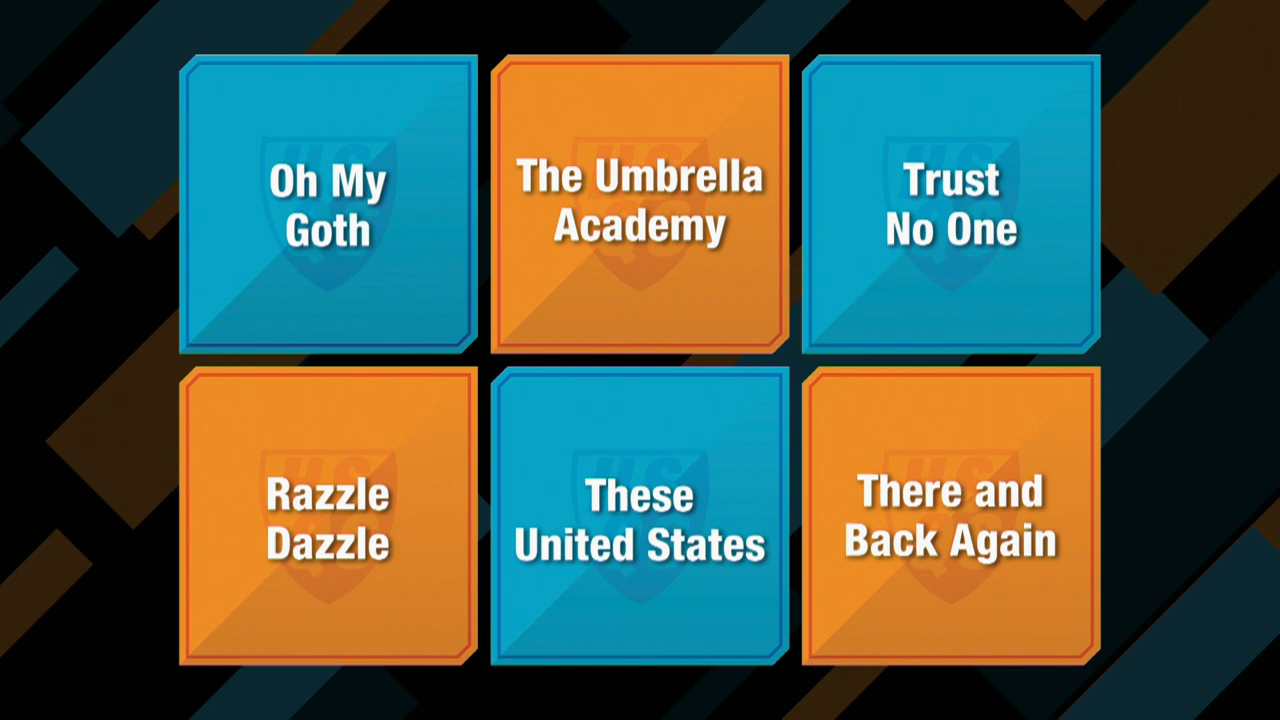 Oh My
Goth
The Umbrella
Academy
Trust
No One
Razzle
Dazzle
These
United States
There and
Back Again